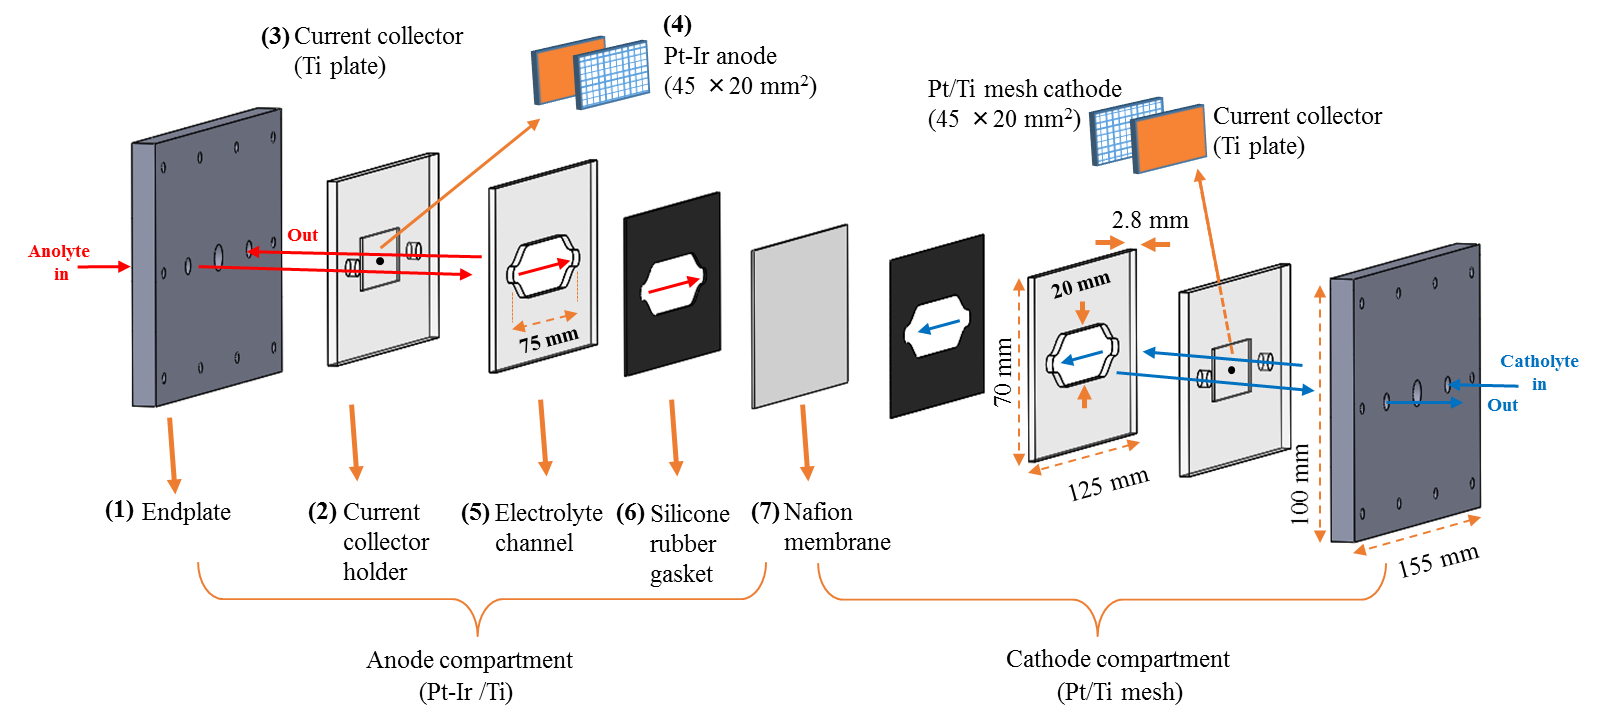 (3) Current collector
(Ti plate)
(4)
Pt-Ir anode
(45 ×20 mm²)
Pt/Ti mesh cathode
(45 ×20 mm²)
Current collector
(Ti plate)
2.8 mm
Anolyte
in
Out
75 mm
20 mm
70 mm
125 mm
Catholyte
in
Out
100 mm
155 mm
(1) Endplate
(2) Current
collector
holder
(5) Electrolyte
channel
(6) Silicone
rubber
gasket
(7) Nafion
membrane
Anode compartment
(Pt-Ir /Ti)
Cathode compartment
(Pt/Ti mesh)